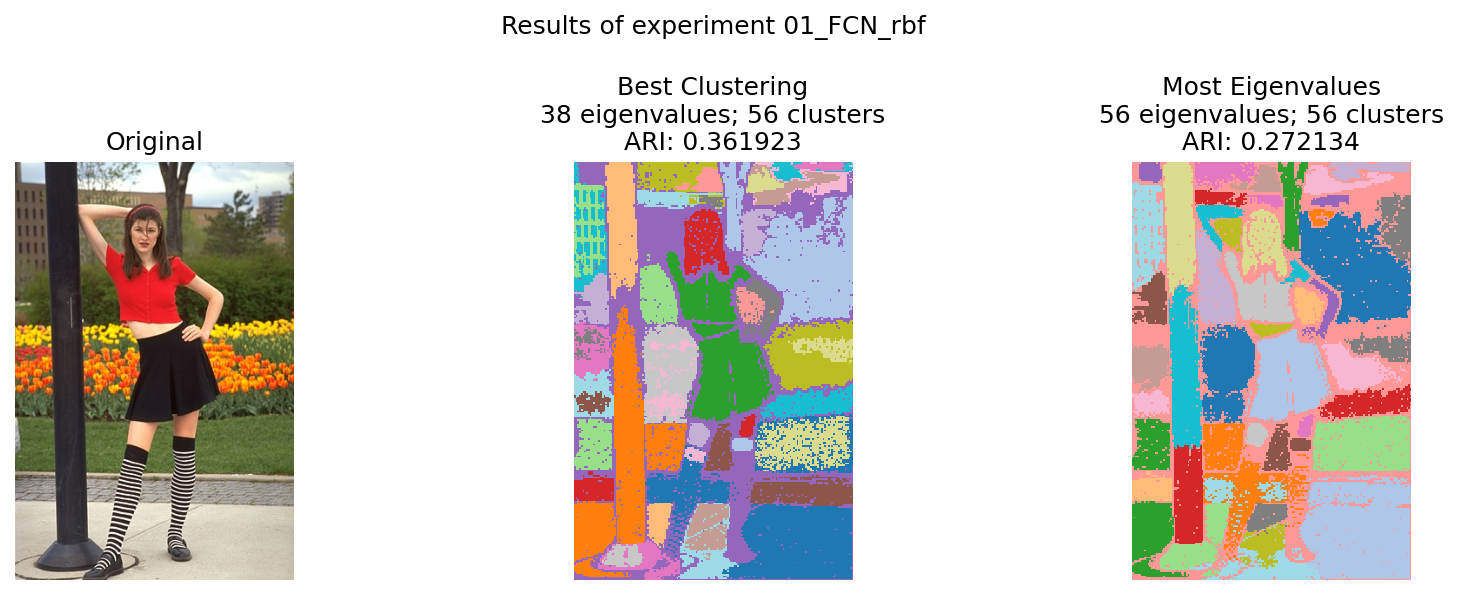 Results of experiment 01_FCN_rbf
Original
Best Clustering
38 eigenvalues; 56 clusters
ARI: 0.361923
Most Eigenvalues
56 eigenvalues; 56 clusters
ARI: 0.272134